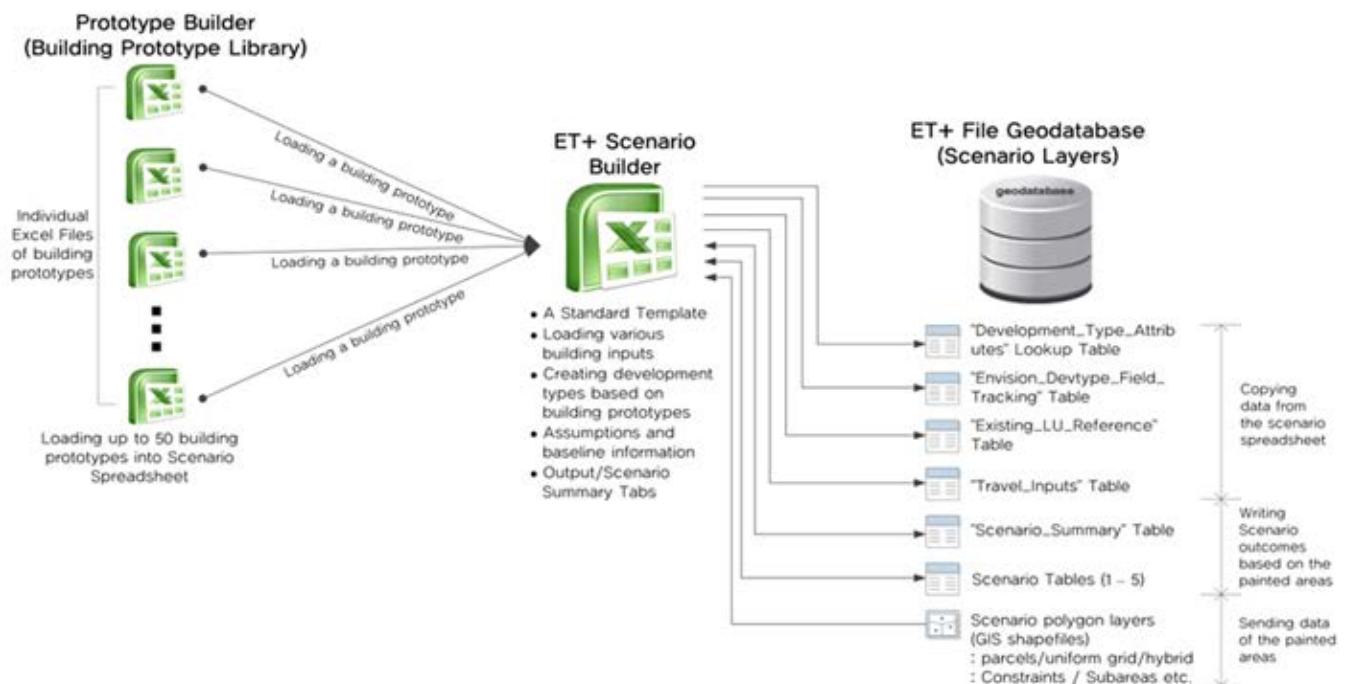 Prototype Builder
(Building Prototype Library)
Individual
Excel Files
of building
prototypes
Loading a building prototype
Loading a building prototype
Loading a building prototype
Loading a building prototype
Loading up to 50 building
prototypes into Scenario
Spreadsheet
ET+ Scenario
Builder
• A Standard Template
• Loading various
building inputs
• Creating development
types based on
building prototypes
• Assumptions and
baseline information
• Output/Scenario
Summary Tabs
ET+ File Geodatabase
(Scenario Layers)
geodatabase
"Development_Type_Attrib
utes" Lookup Table
"Envision_Devtype_Field_
Tracking" Table
"Existing_LU_Reference"
Table
"Travel_Inputs" Table
"Scenario_Summary" Table
Scenario Tables (1 – 5)
Scenario polygon layers
(GIS shapefiles)
: parcels/uniform grid/hybrid
: Constraints / Subareas etc.
Copying
data from
the scenario
spreadsheet
Writing
Scenario
outcomes
based on the
painted areas
Sending data
of the painted
areas